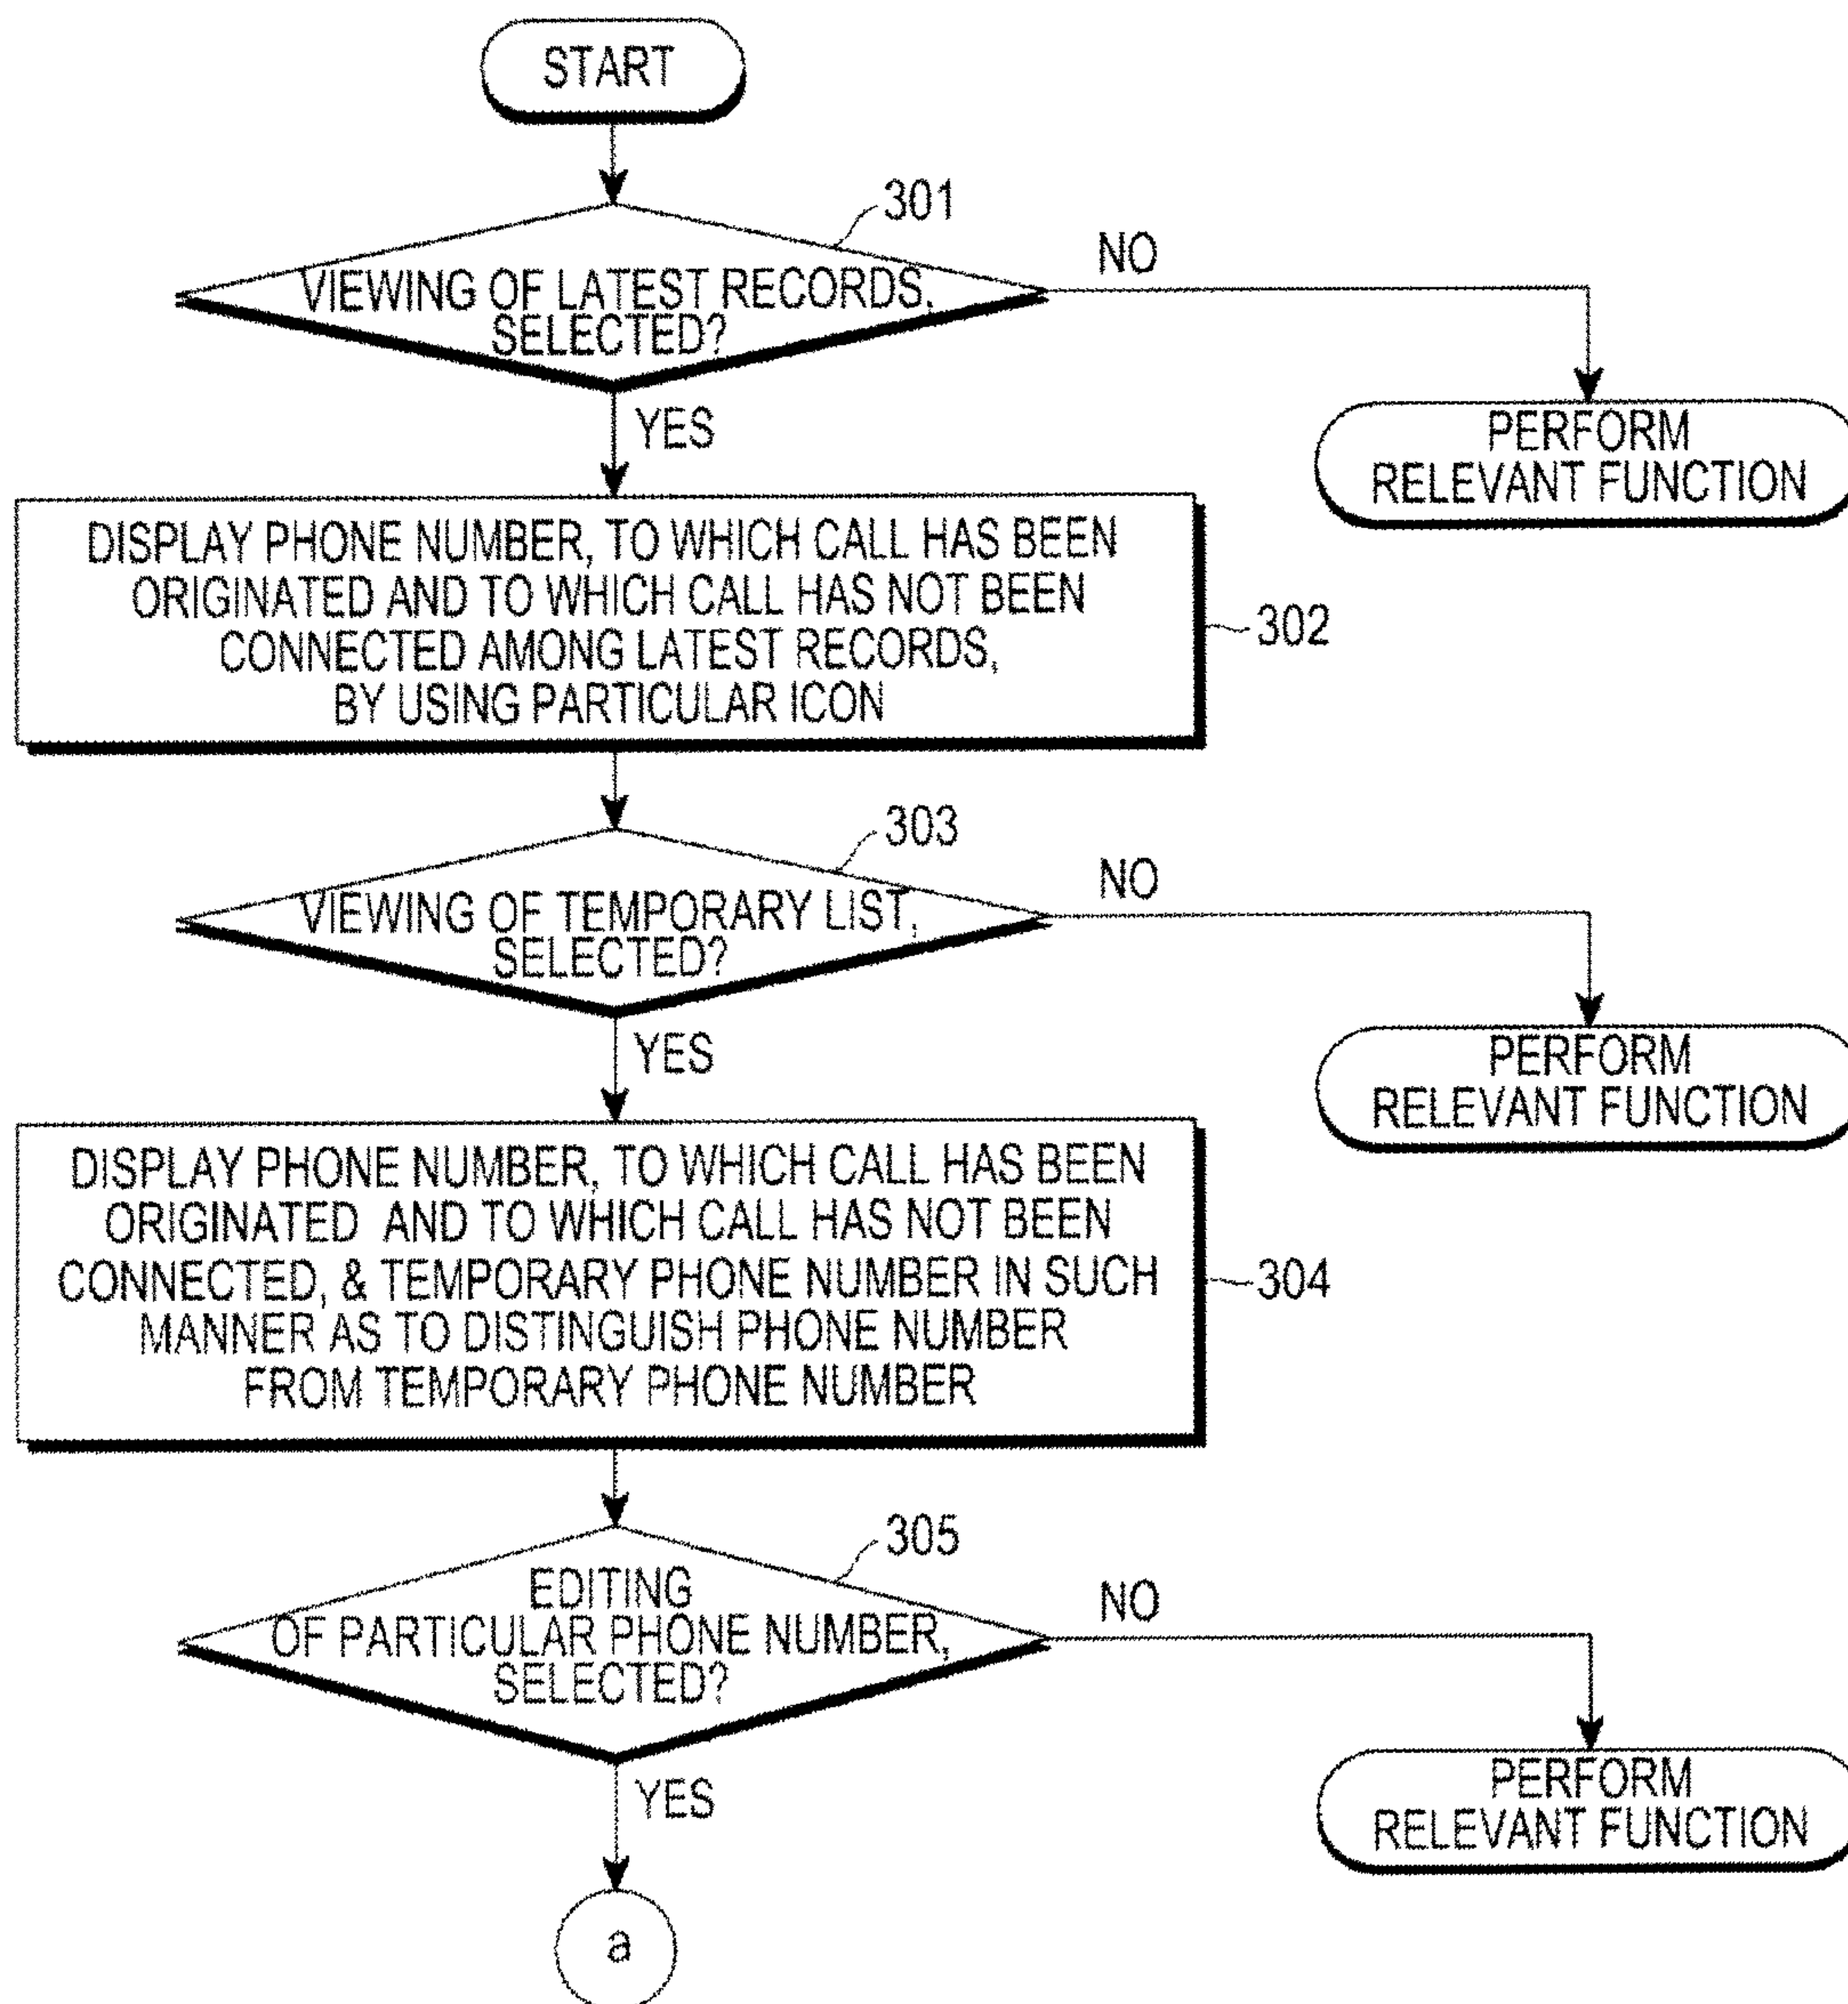 START
301
VIEWING OF LATEST RECORDS,
SELECTED?
NO
YES
PERFORM
RELEVANT FUNCTION
DISPLAY PHONE NUMBER, TO WHICH CALL HAS BEEN
ORIGINATED AND TO WHICH CALL HAS NOT BEEN
CONNECTED AMONG LATEST RECORDS,
BY USING PARTICULAR ICON
302
303
VIEWING OF TEMPORARY LIST,
SELECTED?
NO
YES
PERFORM
RELEVANT FUNCTION
DISPLAY PHONE NUMBER, TO WHICH CALL HAS BEEN
ORIGINATED AND TO WHICH CALL HAS NOT BEEN
CONNECTED, & TEMPORARY PHONE NUMBER IN SUCH
MANNER AS TO DISTINGUISH PHONE NUMBER
FROM TEMPORARY PHONE NUMBER
304
305
EDITING
OF PARTICULAR PHONE NUMBER,
SELECTED?
NO
YES
PERFORM
RELEVANT FUNCTION
a